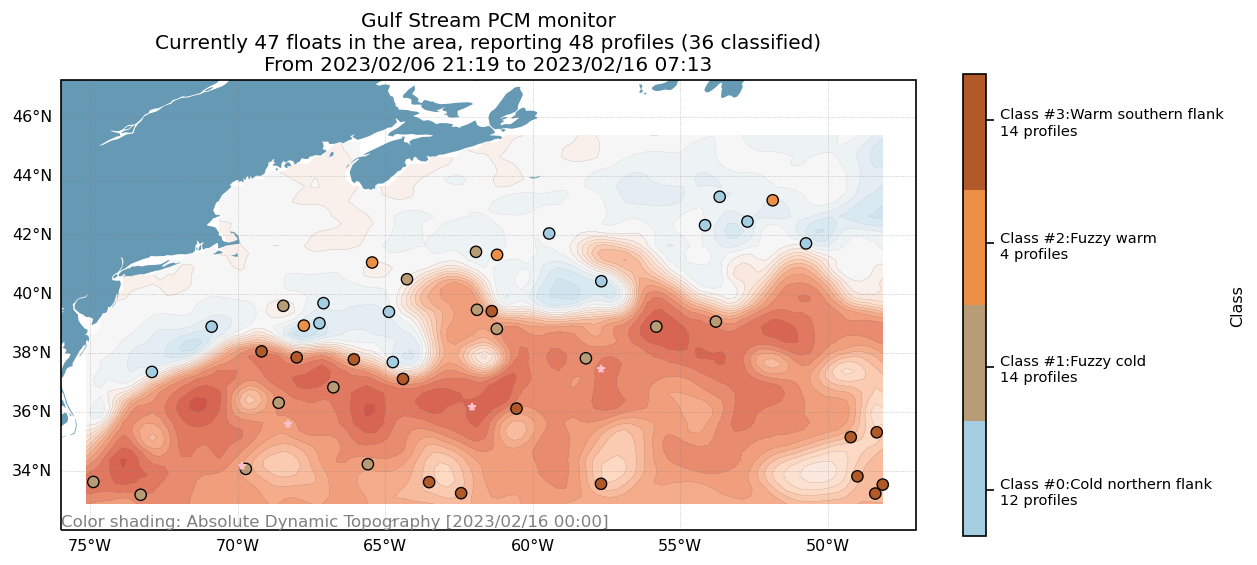 Gulf Stream PCM monitor
Currently 47 floats in the area, reporting 48 profiles (36 classified)
From 2023/02/06 21:19 to 2023/02/16 07:13
46°N
44°N
42°N
40°N
38°N
36°N
34°N
Color shading: Absolute Dynamic Topography [2023/02/16 00:00]
75°W
70°W
65°W
60°W
55°W
50°W
Class #3:Warm southern flank
14 profiles
Class #2:Fuzzy warm
4 profiles
Class #1:Fuzzy cold
14 profiles
Class #0:Cold northern flank
12 profiles
Class